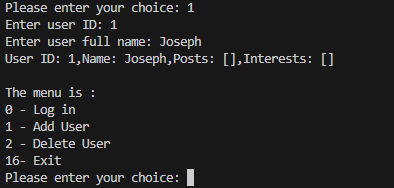 Please enter your choice: 1
Enter user ID: 1
Enter user full name: Joseph
User ID: 1,Name: Joseph,Posts: [],Interests: []
The menu is :
0 - Log in
1 - Add User
2 - Delete User
16- Exit
Please enter your choice: